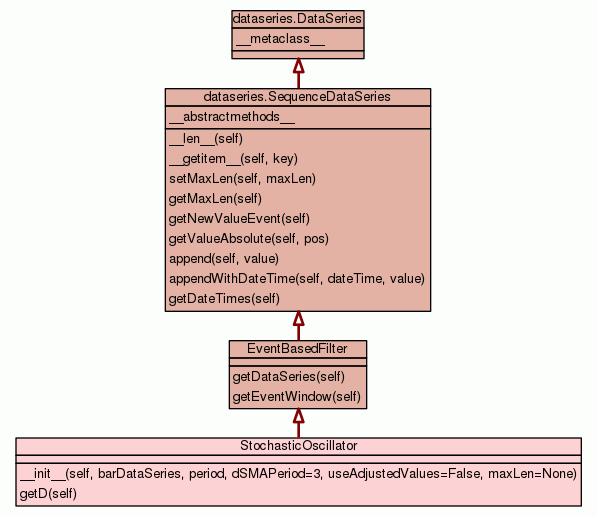 dataseries.DataSeries
__metaclass__
dataseries.SequenceDataSeries
__abstractmethods__
__len__(self)
__getitem__(self, key)
setMaxLen(self, maxLen)
getMaxLen(self)
getNewValueEvent(self)
getValueAbsolute(self, pos)
append(self, value)
appendWithDateTime(self, dateTime, value)
getDateTimes(self)
EventBasedFilter
getDataSeries(self)
getEventWindow(self)
StochasticOscillator
__init__(self, barDataSeries, period, dSMAPeriod=3, useAdjustedValues=False, maxLen=None)
getD(self)